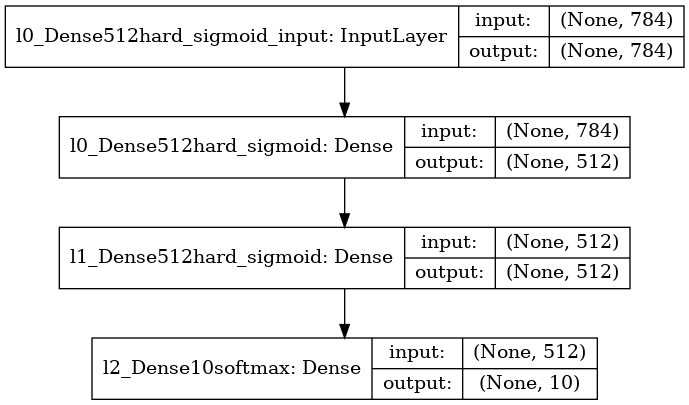 l0_Dense512hard_sigmoid_input: InputLayer
input: (None, 784)
output: (None, 784)
l0_Dense512hard_sigmoid: Dense
input: (None, 784)
output: (None, 512)
l1_Dense512hard_sigmoid: Dense
input: (None, 512)
output: (None, 512)
l2_Dense10softmax: Dense
input: (None, 512)
output: (None, 10)